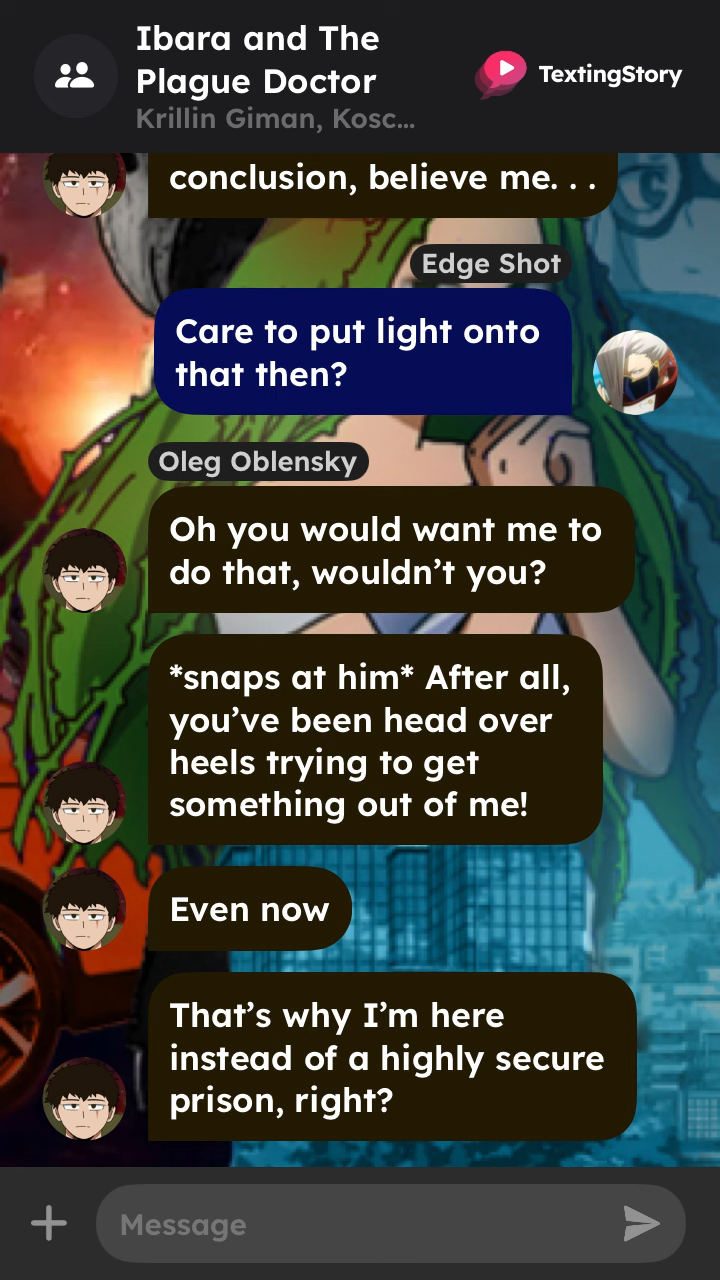 Ibara and The
Plague Doctor
Krillin Giman, Kosc...
TextingStory
conclusion, believe me. . .
Edge Shot
Care to put light onto
that then?
Oleg Oblensky
Oh you would want me to
do that, wouldn’t you?
*snaps at him* After all,
you’ve been head over
heels trying to get
something out of me!
Even now
That’s why I’m here
instead of a highly secure
prison, right?
Message